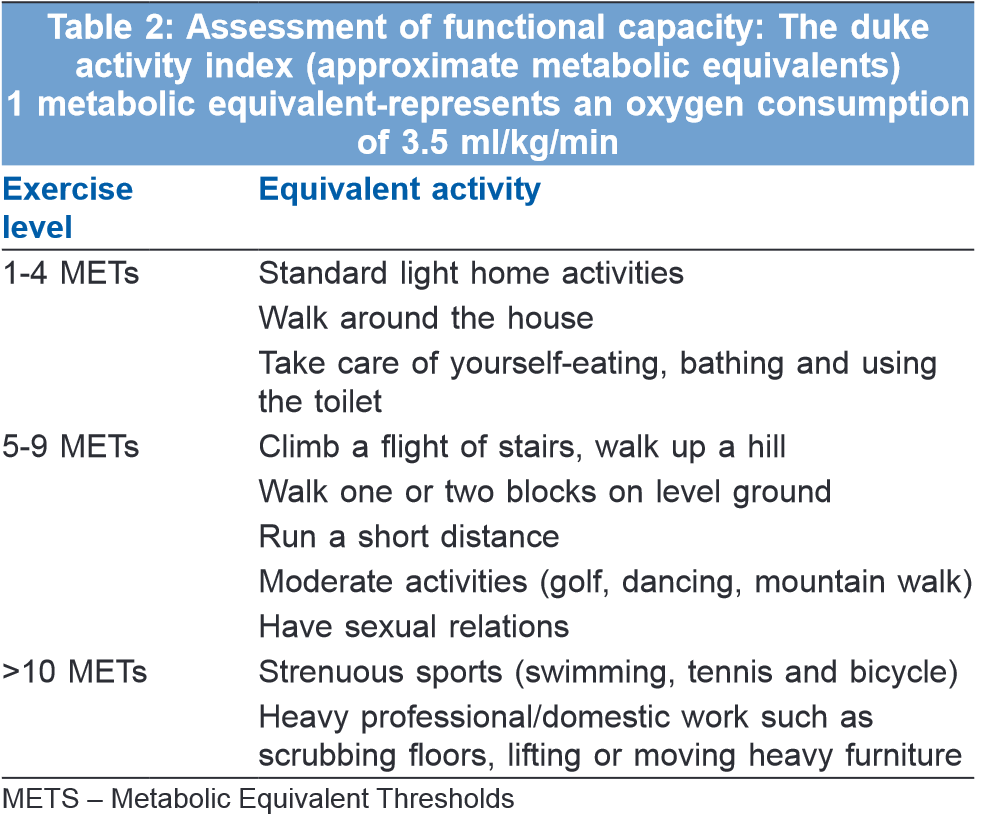 Table 2: Assessment of functional capacity: The duke
activity index (approximate metabolic equivalents)
1 metabolic equivalent-represents an oxygen consumption
of 3.5 ml/kg/min
Exercise level
Equivalent activity
1-4 METs
Standard light home activities
Walk around the house
Take care of yourself-eating, bathing and using
the toilet
5-9 METs
Climb a flight of stairs, walk up a hill
Walk one or two blocks on level ground
Run a short distance
Moderate activities (golf, dancing, mountain walk)
Have sexual relations
>10 METs
Strenuous sports (swimming, tennis and bicycle)
Heavy professional/domestic work such as
scrubbing floors, lifting or moving heavy furniture
METS – Metabolic Equivalent Thresholds